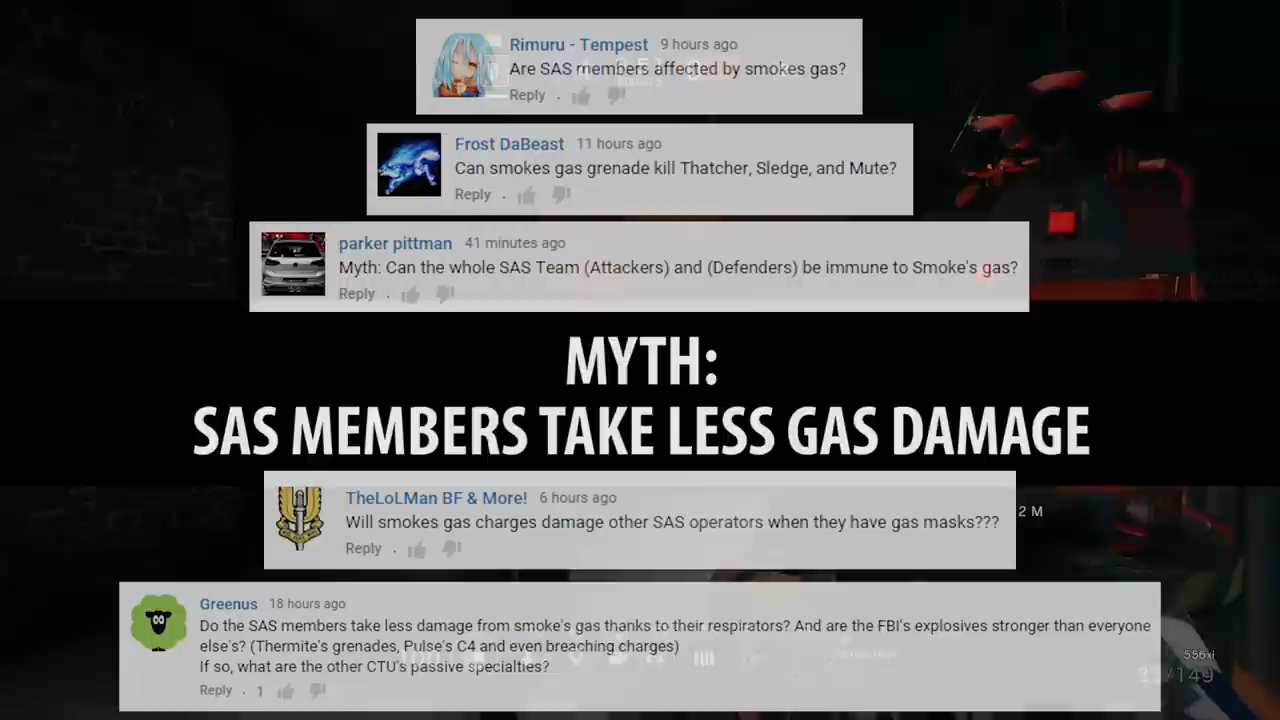 Rimuru - Tempest 9 hours ago
Are SAS members affected by smokes gas?
Reply .
Frost DaBeast 11 hours ago
Can smokes gas grenade kill Thatcher, Sledge, and Mute?
Reply .
parker pittman 41 minutes ago
Myth: Can the whole SAS Team (Attackers) and (Defenders) be immune to Smoke's gas?
Reply .
MYTH:
SAS MEMBERS TAKE LESS GAS DAMAGE
TheLoLMan BF & More! 6 hours ago
Will smokes gas charges damage other SAS operators when they have gas masks???
Reply .
2 M
Greenus 18 hours ago
Do the SAS members take less damage from smoke's gas thanks to their respirators? And are the FBI's explosives stronger than everyone
else's? (Thermite's grenades, Pulse's C4 and even breaching charges)
If so, what are the other CTU's passive specialties?
Reply . 1
556xi
/149